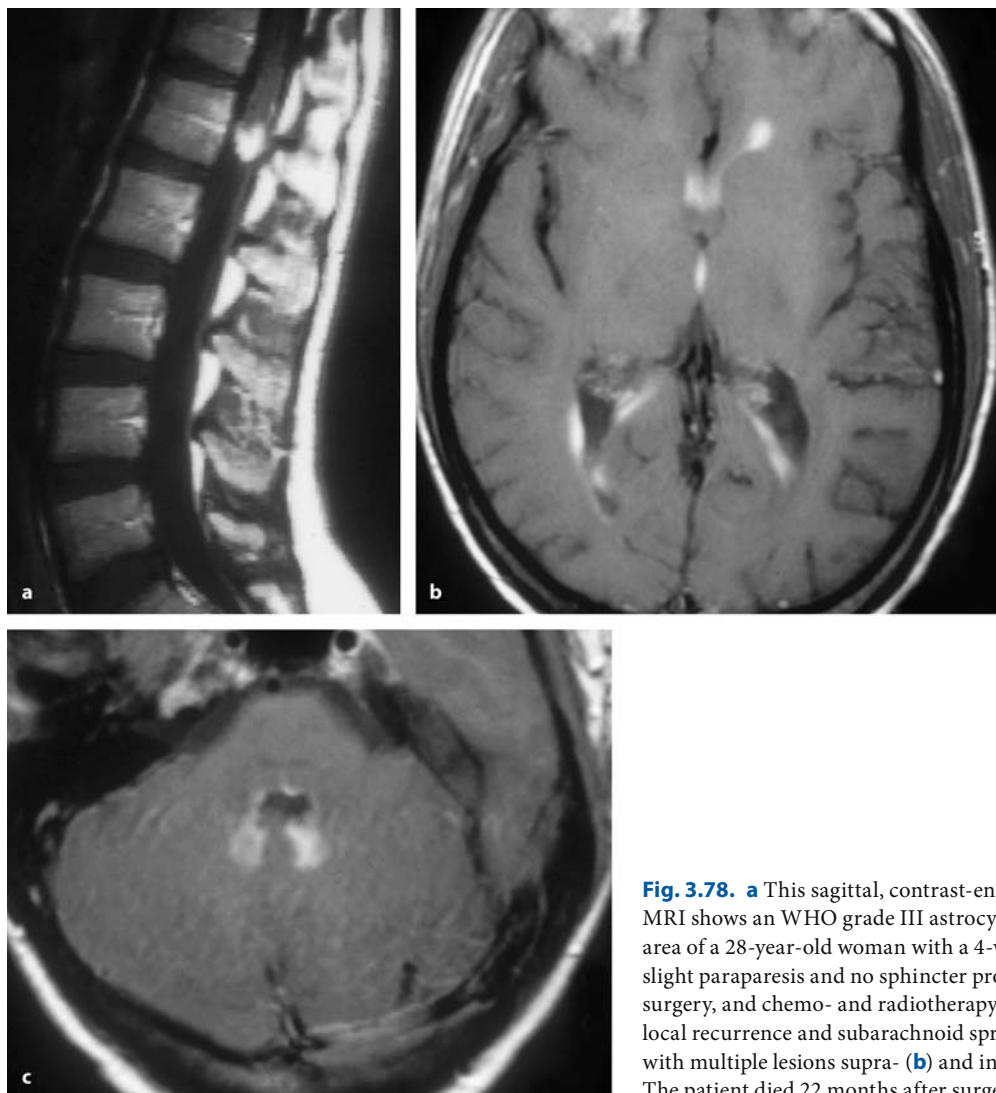 a
b
c
Fig. 3.78. a This sagittal, contrast-en
MRI shows an WHO grade III astrocy
area of a 28-year-old woman with a 4-v
slight paraparesis and no sphincter pro
surgery, and chemo- and radiotherapy
local recurrence and subarachnoid spr
with multiple lesions supra- (b) and in
The patient died 22 months after surge